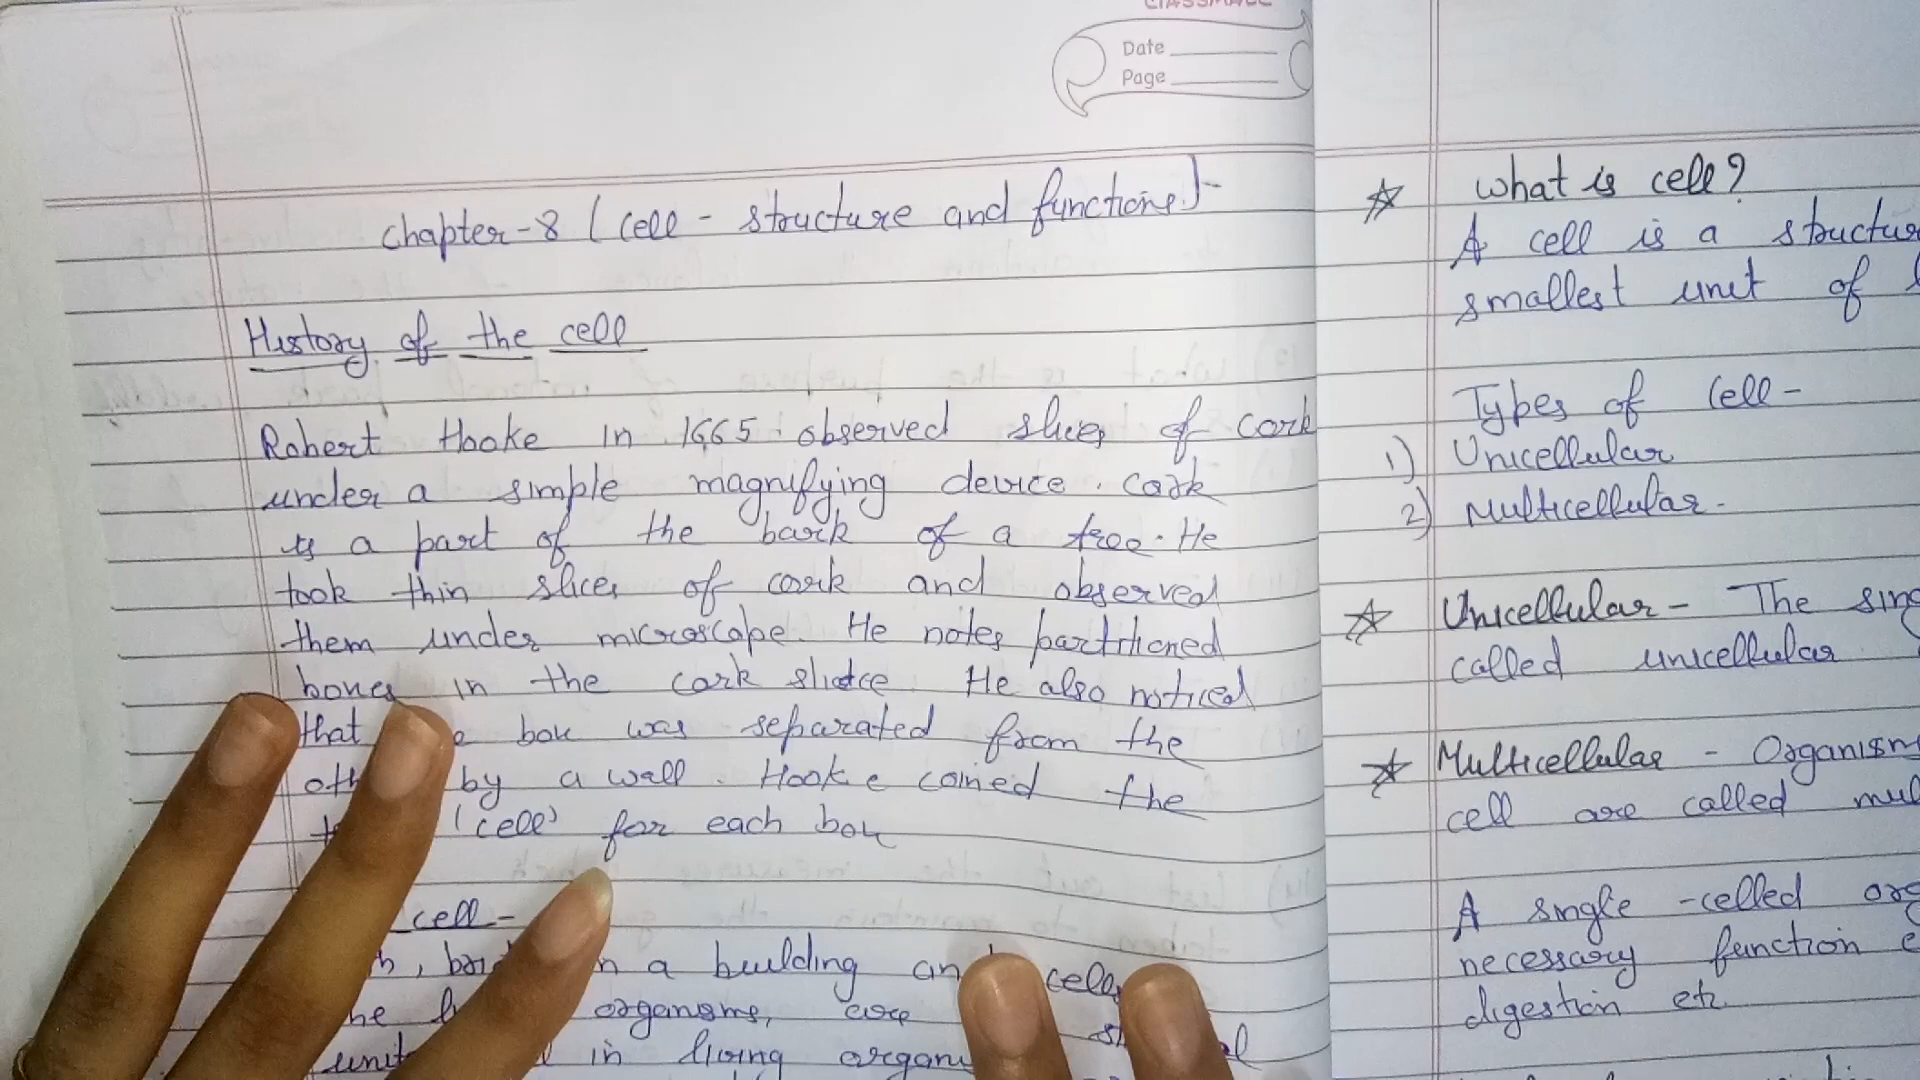 Date
Page
Chapter-8 (cell - structure and functions)-
History of the cell
Robert Hooke in 1665 observed slices of cork
under a simple magnifying device. cork
is a part of the bark of a tree. He
took thin slices of cork and observed
them under microscope. He notes partitioned
boxes in the cork slidce. He also noticed
that box was separated from the
by a wall. Hooke coined the
'cell' for each box
cell-
in a building and cells
organisms, are
unit in living
What is cell?
A cell is a
smallest unit of
Types of Cell-
1) Unicellular
2) Multicellular-
Unicellular- The
called unicellular
Multicellular - Organism
cell are called
A single -celled
necessary function
digestion etc